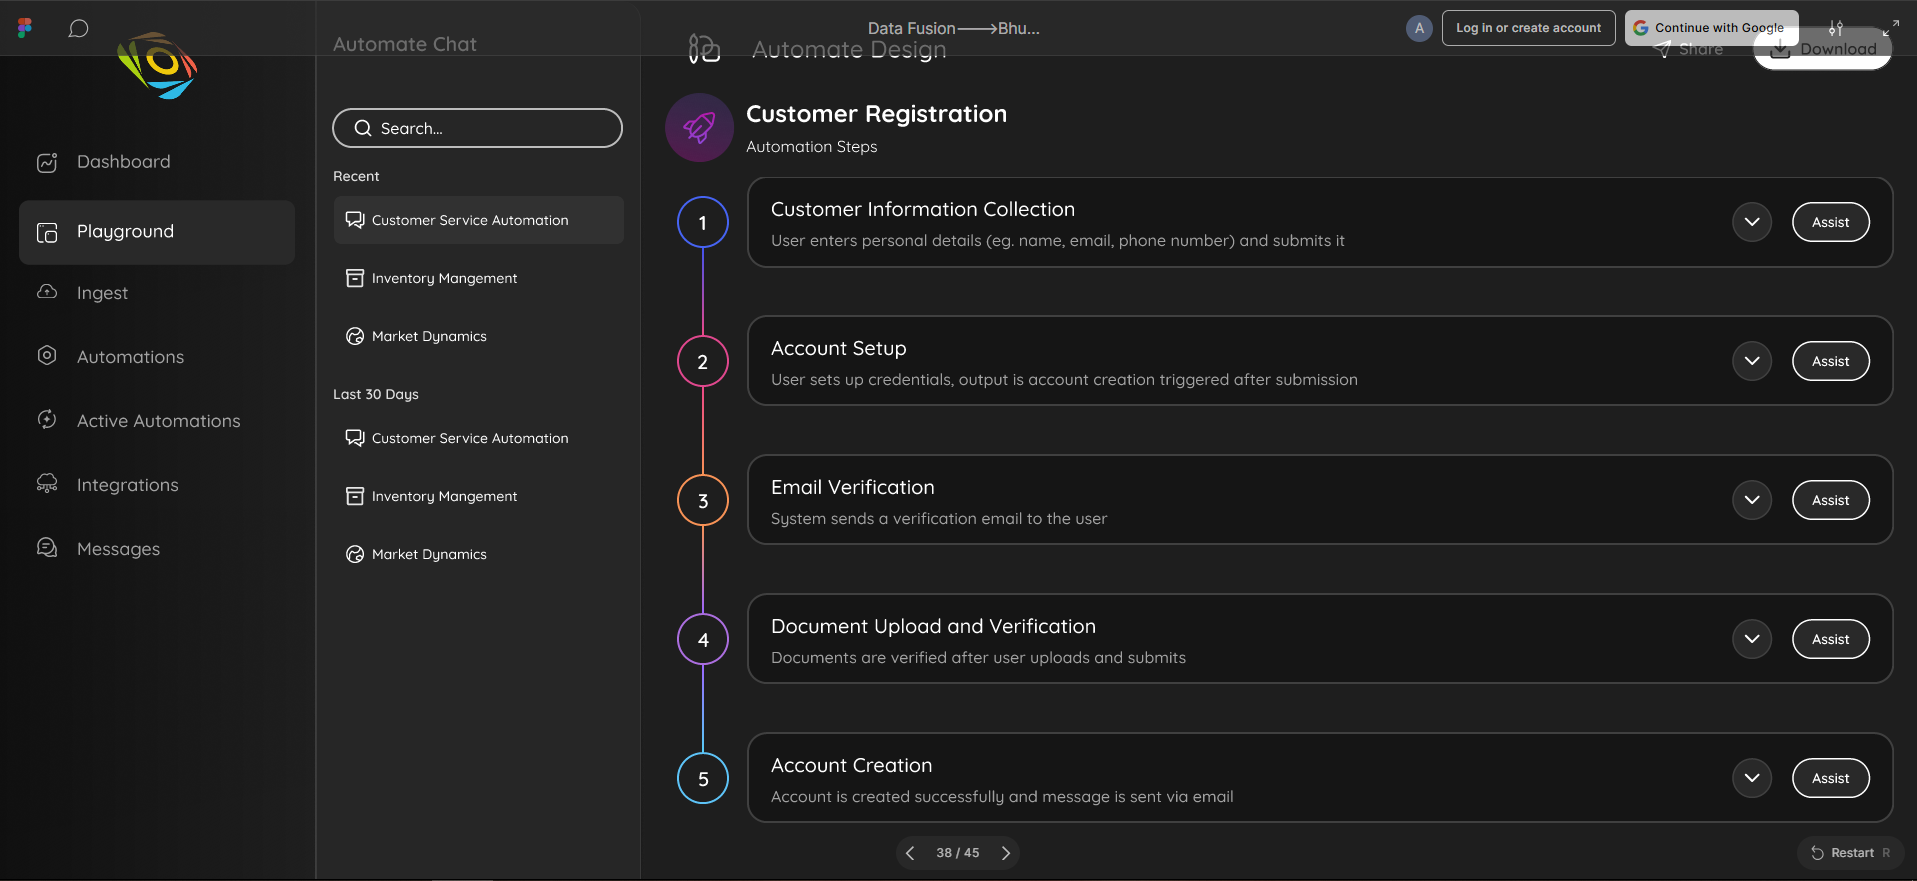 Data Fusion⟶Bhu...
A
Log in or create account
Continue with Google
Automate Chat
Automate Design
Share
Download
Dashboard
Playground
Ingest
Automations
Active Automations
Integrations
Messages
Search...
Recent
Customer Service Automation
Inventory Mangement
Market Dynamics
Last 30 Days
Customer Service Automation
Inventory Mangement
Market Dynamics
Customer Registration
Automation Steps
1
Customer Information Collection
User enters personal details (eg. name, email, phone number) and submits it
Assist
2
Account Setup
User sets up credentials, output is account creation triggered after submission
Assist
3
Email Verification
System sends a verification email to the user
Assist
4
Document Upload and Verification
Documents are verified after user uploads and submits
Assist
5
Account Creation
Account is created successfully and message is sent via email
Assist
38 / 45
Restart R